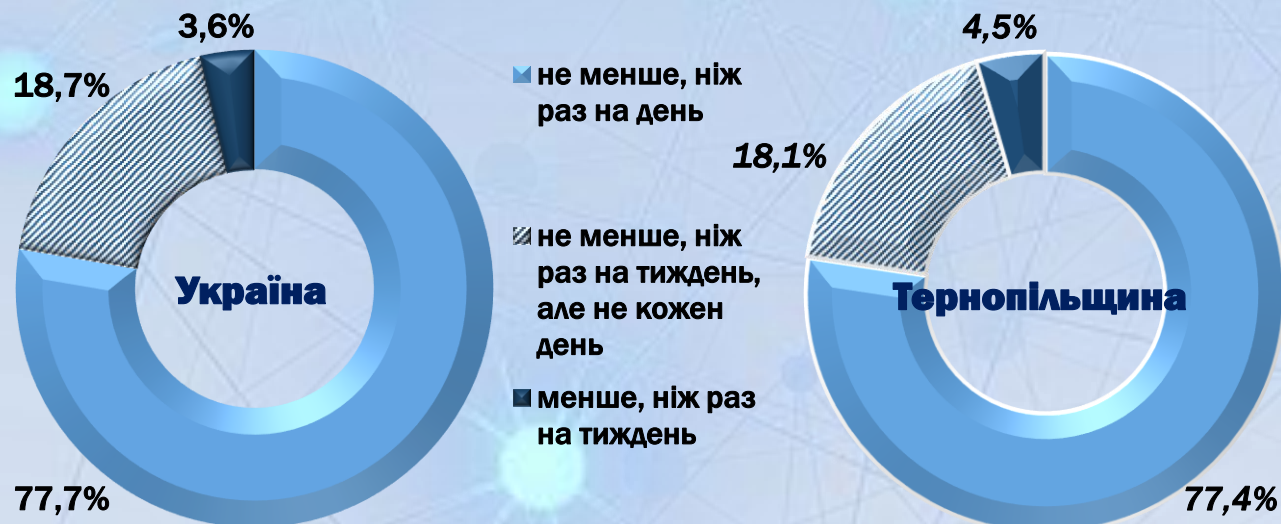 3,6%
18,7%
Україна
77,7%
не менше, ніж
раз на день
не менше, ніж
раз на тиждень,
але не кожен
день
менше, ніж раз
на тиждень
4,5%
18,1%
Тернопільщина
77,4%